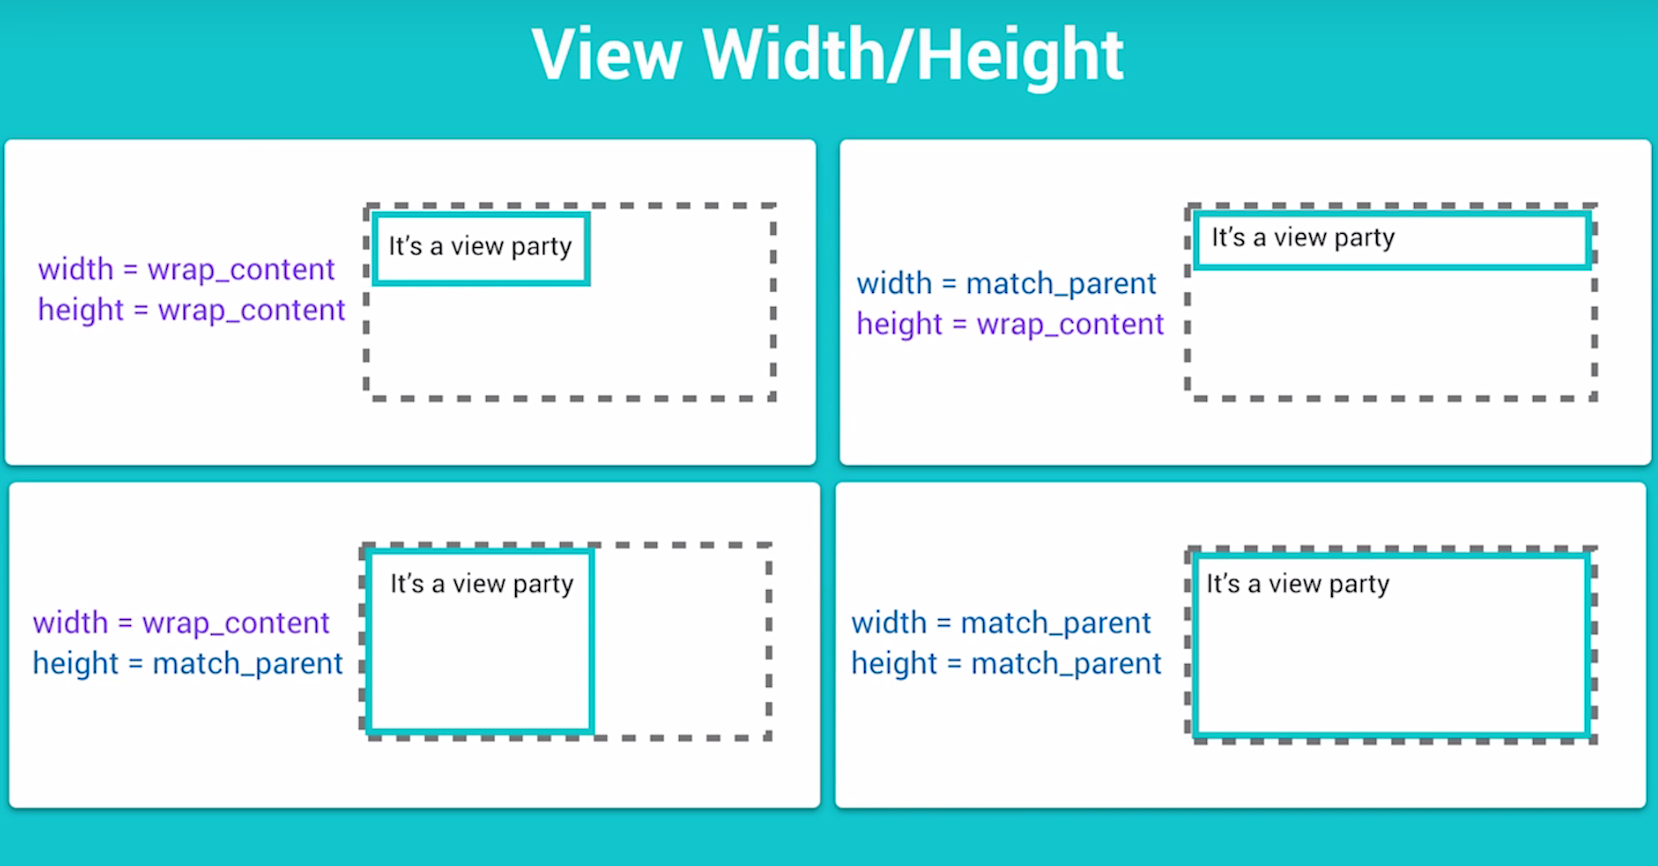 View Width/Height
width = wrap_content
height = wrap_content
It's a view party
width = match_parent
height = wrap_content
It's a view party
width = wrap_content
height = match_parent
It's a view party
width = match_parent
height = match_parent
It's a view party